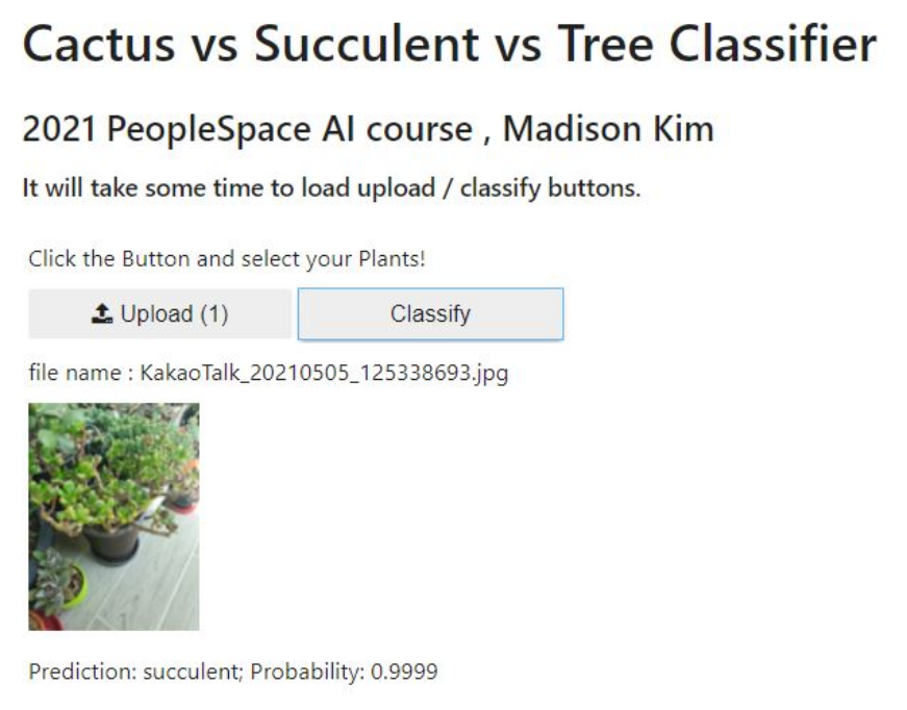 Cactus vs Succulent vs Tree Classifier
2021 PeopleSpace AI course , Madison Kim
It will take some time to load upload / classify buttons.
Click the Button and select your Plants!
Upload (1)
Classify
file name : KakaoTalk_20210505_125338693.jpg
Prediction: succulent; Probability: 0.9999